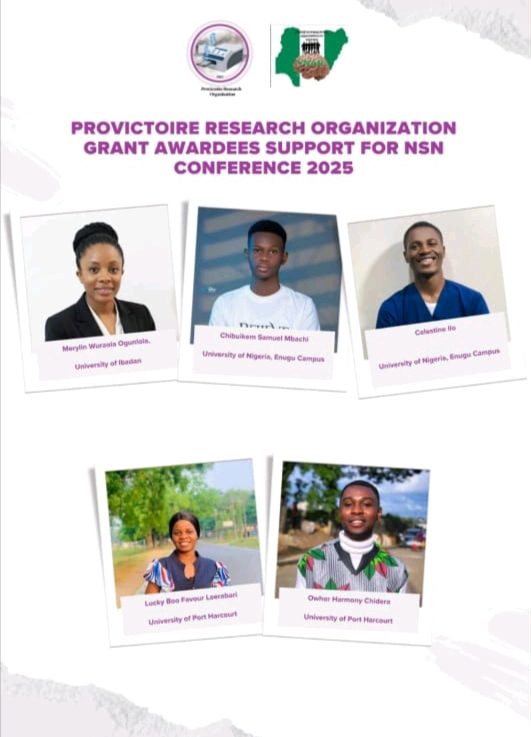 Provictoire Research
Organization
PROVICTOIRE RESEARCH ORGANIZATION
GRANT AWARDEES SUPPORT FOR NSN
CONFERENCE 2025
Merylin Wuraola Ogunlola,
University of Ibadan
Chibuikem Samuel Mbachi
University of Nigeria, Enugu Campus
Celestine Ilo
University of Nigeria, Enugu Campus
Lucky Boo Favour Leerabari
University of Port Harcourt
Owhor Harmony Chidera
University of Port Harcourt